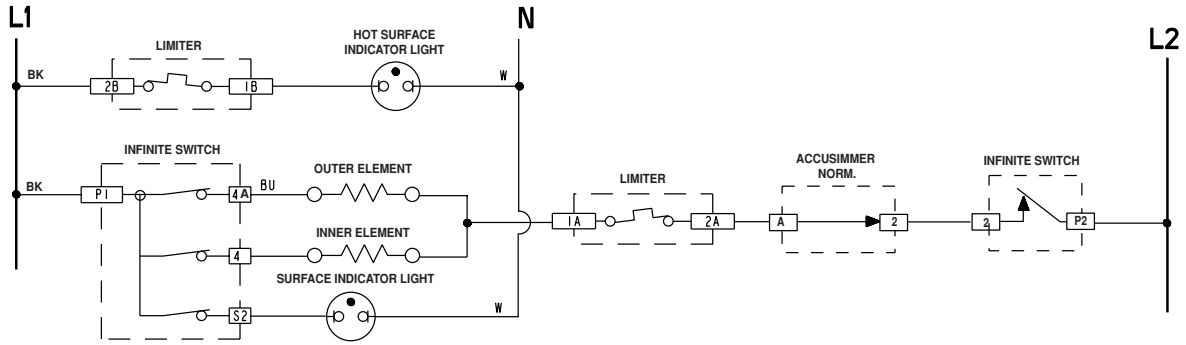 L1
N
L2
LIMITER
HOT SURFACE
INDICATOR LIGHT
BK
2B
1B
W
INFINITE SWITCH
OUTER ELEMENT
ACCUSIMMER
NORM.
INFINITE SWITCH
BK
P1
4A
BU
LIMITER
1A
2A
A
2
2
P2
INNER ELEMENT
4
SURFACE INDICATOR LIGHT
W
S2